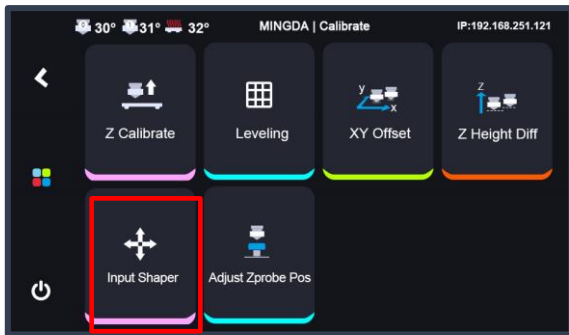 30° 31° 32° MINGDA | Calibrate IP:192.168.251.121
Z Calibrate Leveling XY Offset Z Height Diff
Input Shaper Adjust Zprobe Pos